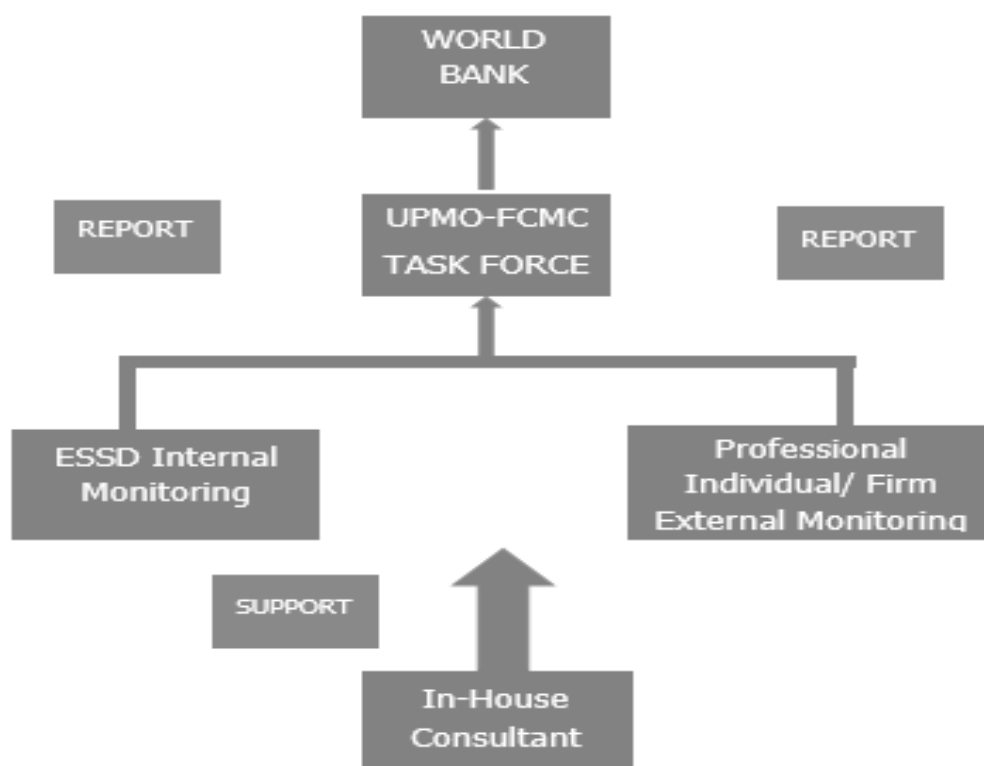 WORLD
BANK
REPORT
UPMO-FCMC
TASK FORCE
REPORT
ESSD Internal
Monitoring
Professional
Individual/ Firm
External Monitoring
SUPPORT
In-House
Consultant